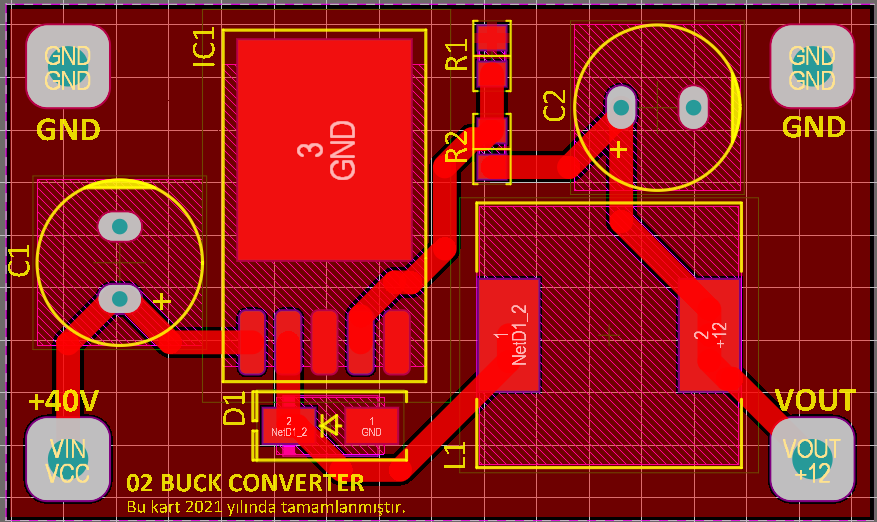 GND
GND
GND
IC1
3
GND
R1
R2
C2
+
GND
GND
GND
C1
+
+40V
VIN
VCC
D1
2
NetD1_2
1
GND
L1
1
NetD1_2
2
+12
VOUT
VOUT
+12
02 BUCK CONVERTER
Bu kart 2021 yılında tamamlanmıştır.